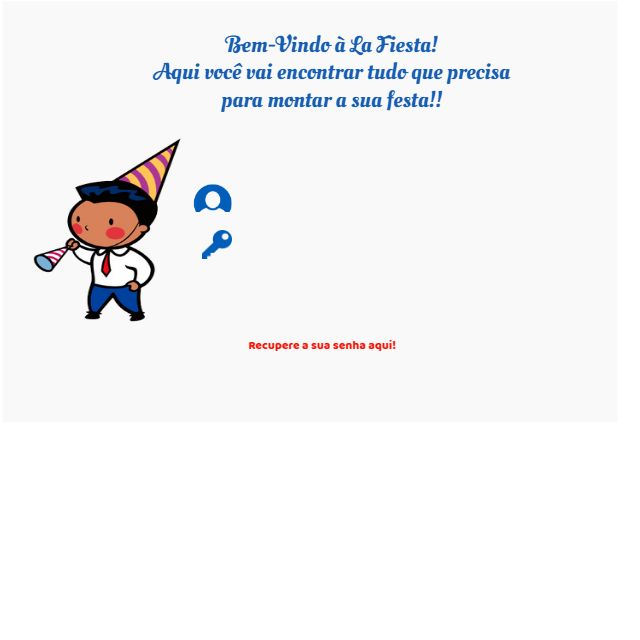 Bem-Vindo à La Fiesta!
Aqui você vai encontrar tudo que precisa
para montar a sua festa!!
Recupere a sua senha aqui!